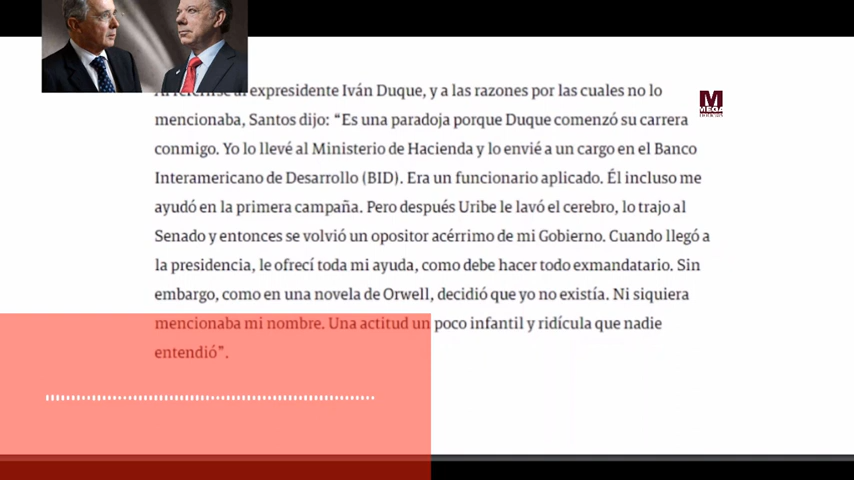 expresidente Iván Duque, y a las razones por las cuales no lo
mencionaba, Santos dijo: “Es una paradoja porque Duque comenzó su carrera
conmigo. Yo lo llevé al Ministerio de Hacienda y lo envié a un cargo en el Banco
Interamericano de Desarrollo (BID). Era un funcionario aplicado. Él incluso me
ayudó en la primera campaña. Pero después Uribe le lavó el cerebro, lo trajo al
Senado y entonces se volvió un opositor acérrimo de mi Gobierno. Cuando llegó a
la presidencia, le ofrecí toda mi ayuda, como debe hacer todo exmandatario. Sin
embargo, como en una novela de Orwell, decidió que yo no existía. Ni siquiera
mencionaba mi nombre. Una actitud un poco infantil y ridícula que nadie
entendió”.
M
MEGA